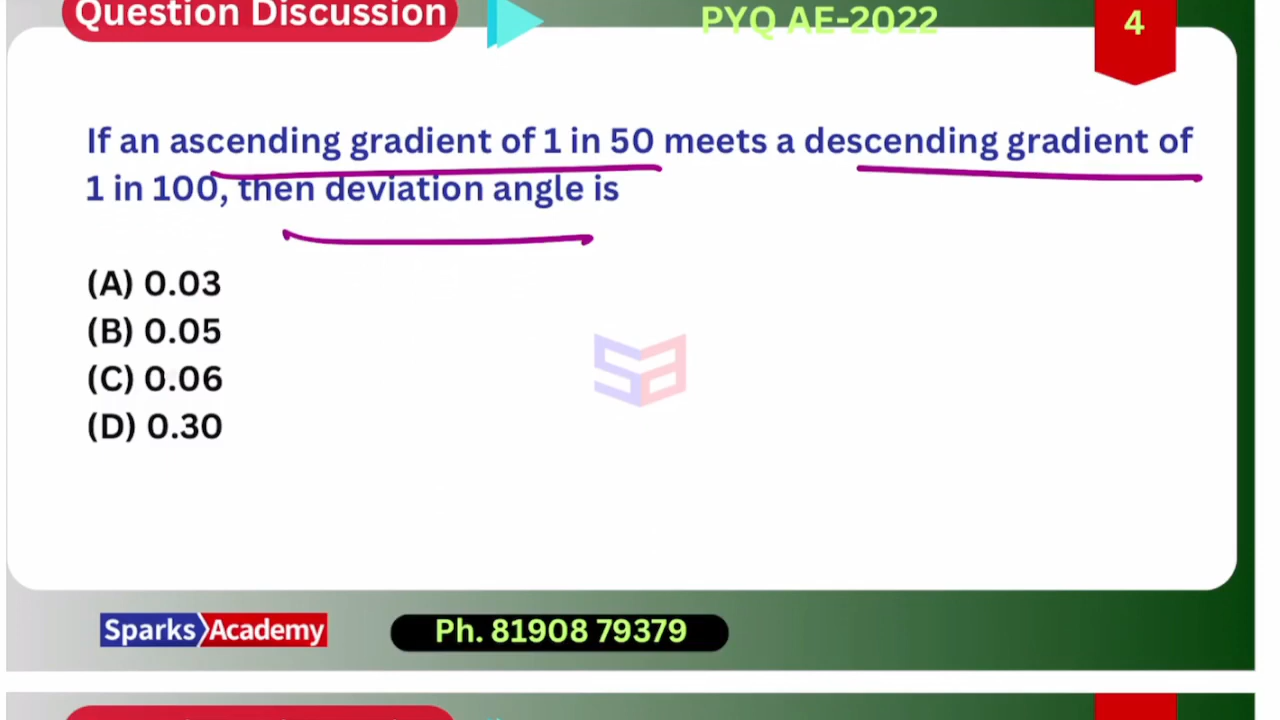 Question Discussion
PYQ AE-2022
4
If an ascending gradient of 1 in 50 meets a descending gradient of
1 in 100, then deviation angle is
(A) 0.03
(B) 0.05
(C) 0.06
(D) 0.30
Sparks Academy
Ph. 81908 79379